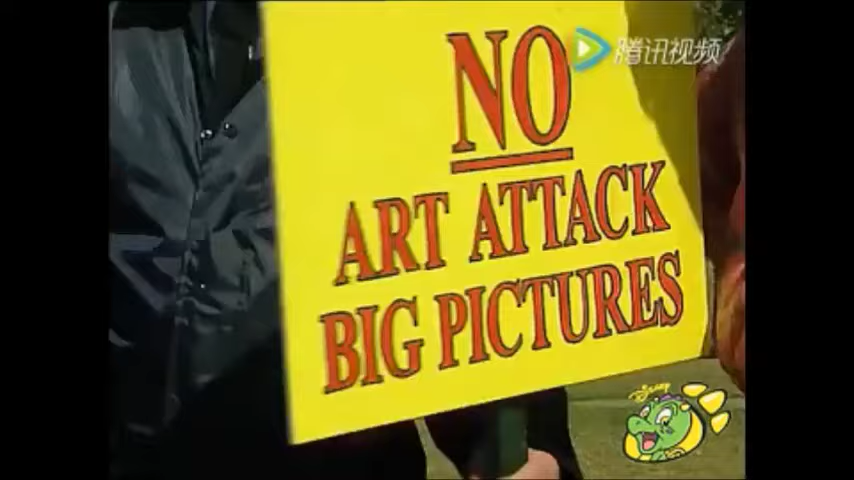 腾讯视频
NO
ART ATTACK
BIG PICTURES
Disney